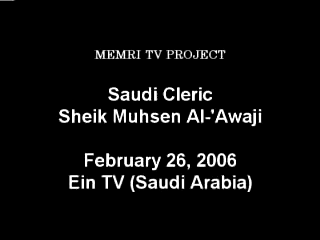 MEMRI TV PROJECT
Saudi Cleric
Sheik Muhsen Al-'Awaji
February 26, 2006
Ein TV (Saudi Arabia)